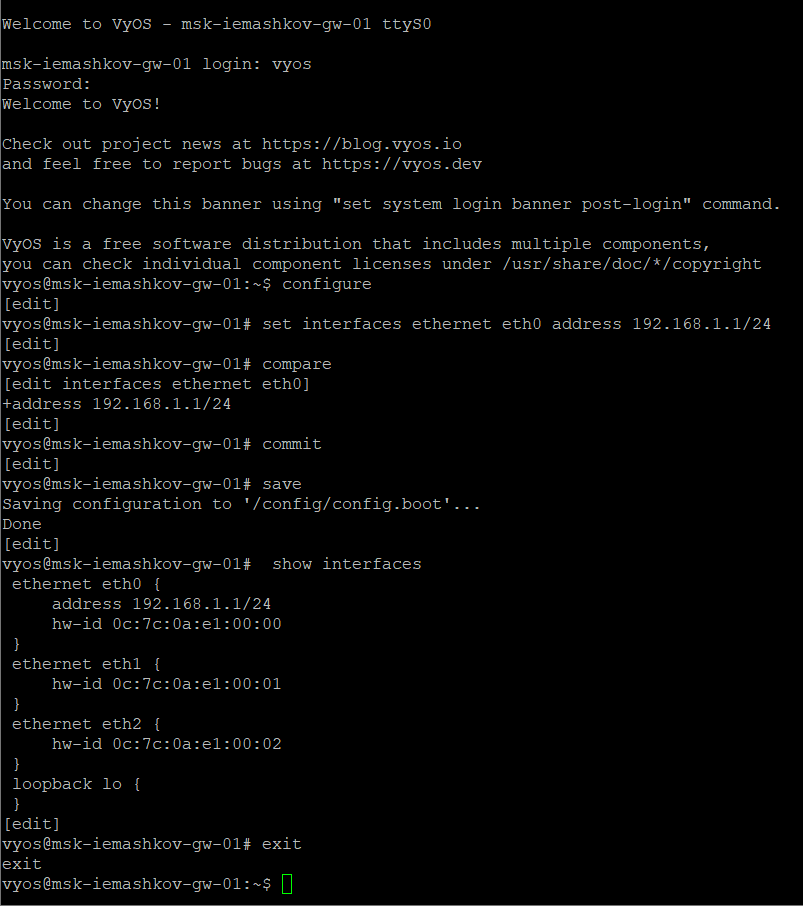 Welcome to VyOS - msk-iemashkov-gw-01 ttyS0
msk-iemashkov-gw-01 login: vyos
Password:
Welcome to VyOS!
Check out project news at https://blog.vyos.io
and feel free to report bugs at https://vyos.dev
You can change this banner using "set system login banner post-login" command.
VyOS is a free software distribution that includes multiple components,
you can check individual component licenses under /usr/share/doc/*/copyright
vyos@msk-iemashkov-gw-01:~$ configure
[edit]
vyos@msk-iemashkov-gw-01# set interfaces ethernet eth0 address 192.168.1.1/24
[edit]
vyos@msk-iemashkov-gw-01# compare
[edit interfaces ethernet eth0]
+address 192.168.1.1/24
[edit]
vyos@msk-iemashkov-gw-01# commit
[edit]
vyos@msk-iemashkov-gw-01# save
Saving configuration to '/config/config.boot'...
Done
[edit]
vyos@msk-iemashkov-gw-01#  show interfaces
 ethernet eth0 {
     address 192.168.1.1/24
     hw-id 0c:7c:0a:e1:00:00
 }
 ethernet eth1 {
     hw-id 0c:7c:0a:e1:00:01
 }
 ethernet eth2 {
     hw-id 0c:7c:0a:e1:00:02
 }
 loopback lo {
 }
[edit]
vyos@msk-iemashkov-gw-01# exit
exit
vyos@msk-iemashkov-gw-01:~$